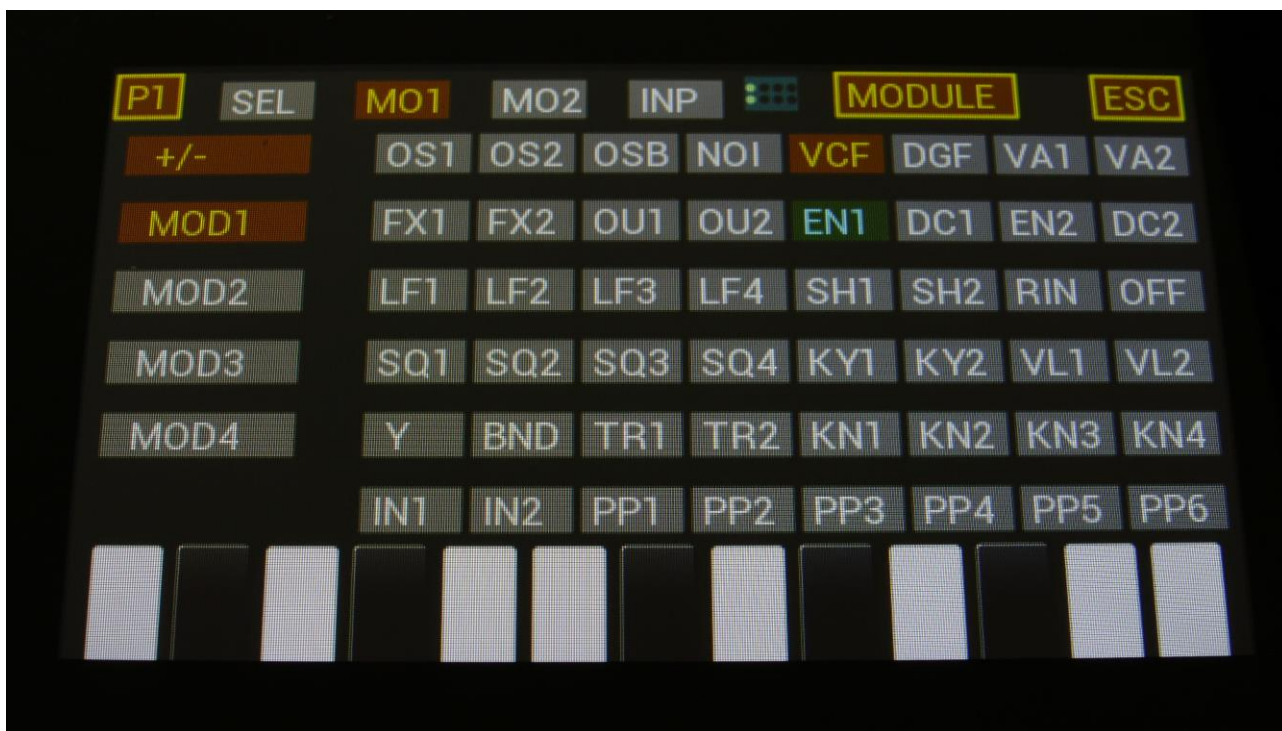 P1 SEL MO1 MO2 INP MODULE ESC
+/- OS1 OS2 OSB NOI VCF DGF VA1 VA2
MOD1 FX1 FX2 OU1 OU2 EN1 DC1 EN2 DC2
MOD2 LF1 LF2 LF3 LF4 SH1 SH2 RIN OFF
MOD3 SQ1 SQ2 SQ3 SQ4 KY1 KY2 VL1 VL2
MOD4 Y BND TR1 TR2 KN1 KN2 KN3 KN4
IN1 IN2 PP1 PP2 PP3 PP4 PP5 PP6